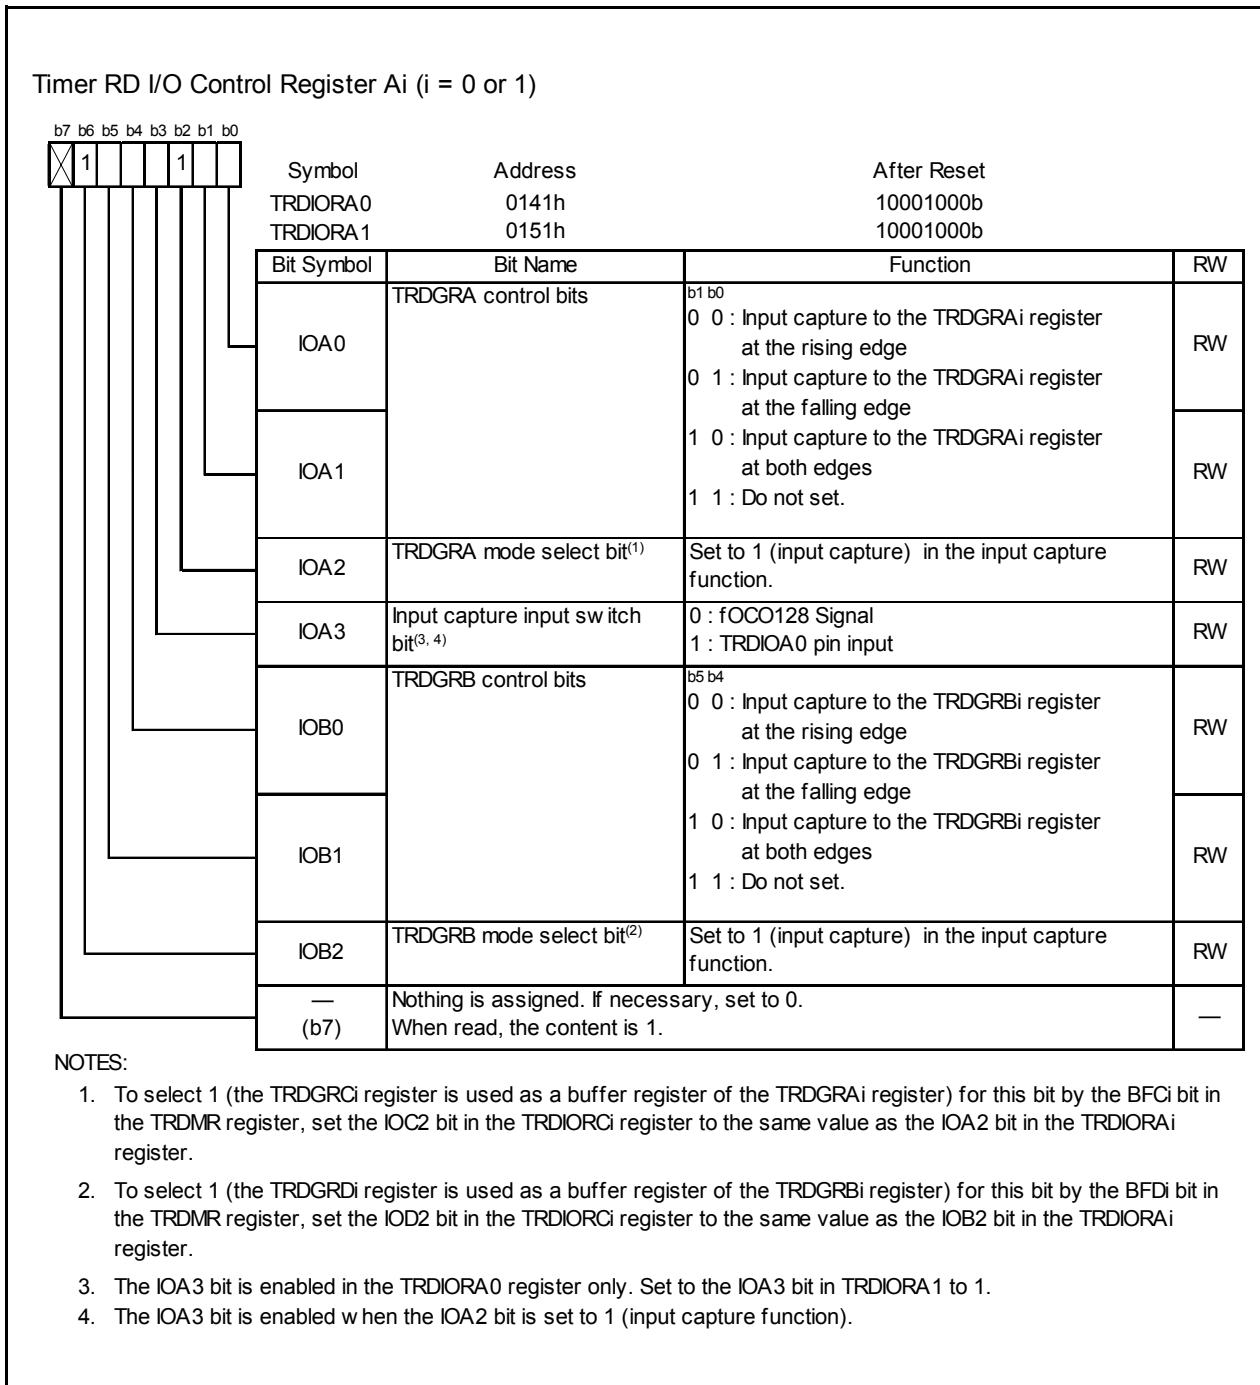 Timer RD I/O Control Register Ai (i = 0 or 1)
b7 b6 b5 b4 b3 b2 b1 b0
1 1
Symbol Address After Reset
TRDIORA0 0141h 10001000b
TRDIORA1 0151h 10001000b
Bit Symbol Bit Name Function RW
IOA0 TRDGRA control bits b1 b0
0 0 : Input capture to the TRDGRAi register
at the rising edge RW
0 1 : Input capture to the TRDGRAi register
at the falling edge
1 0 : Input capture to the TRDGRAi register
IOA1 at both edges RW
1 1 : Do not set.
IOA2 TRDGRA mode select bit(1) Set to 1 (input capture) in the input capture
function. RW
IOA3 Input capture input switch 0 : fOCO128 Signal
bit(3, 4) 1 : TRDIOA0 pin input RW
IOB0 TRDGRB control bits b5 b4
0 0 : Input capture to the TRDGRBi register
at the rising edge RW
0 1 : Input capture to the TRDGRBi register
at the falling edge
1 0 : Input capture to the TRDGRBi register
IOB1 at both edges RW
1 1 : Do not set.
IOB2 TRDGRB mode select bit(2) Set to 1 (input capture) in the input capture
function. RW
— Nothing is assigned. If necessary, set to 0.
(b7) When read, the content is 1. —
NOTES:
1. To select 1 (the TRDGRCi register is used as a buffer register of the TRDGRAi register) for this bit by the BFCi bit in
the TRDMR register, set the IOC2 bit in the TRDIORCi register to the same value as the IOA2 bit in the TRDIORAi
register.
2. To select 1 (the TRDGRDi register is used as a buffer register of the TRDGRBi register) for this bit by the BFDi bit in
the TRDMR register, set the IOD2 bit in the TRDIORCi register to the same value as the IOB2 bit in the TRDIORAi
register.
3. The IOA3 bit is enabled in the TRDIORA0 register only. Set to the IOA3 bit in TRDIORA1 to 1.
4. The IOA3 bit is enabled when the IOA2 bit is set to 1 (input capture function).